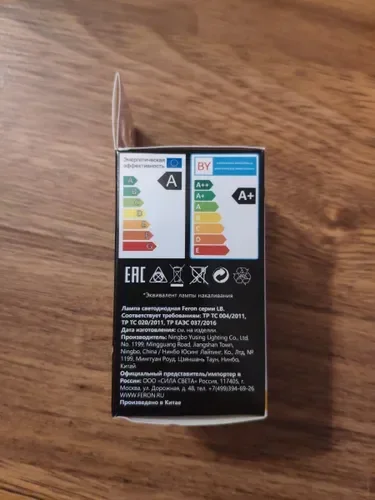 Энергетическая
эффективность
A
G
A
BY
A++
A+
A
B
C
D
E
A+
EAC
*Эквивалент лампы накаливания
Лампа светодиодная Feron серии LB.
Соответствует требованиям: ТР ТС 004/2011,
ТР ТС 020/2011, ТР ЕАЭС 037/2016
Дата изготовления: см. на изделии.
Производитель: Ningbo Yusing Lighting Co., Ltd,
No. 1199, Mingguang Road, Jiangshan Town,
Ningbo, China / Нинбо Юсинг Лайтинг, Ко., Лтд, №
1199, Мингтуан Роуд, Цзяншань Таун, Нинбо,
Китай
Официальный представитель/импортер в
России: ООО «СИЛА СВЕТА» Россия, 117405, г.
Москва, ул. Дорожная, д. 48, тел. +7(499)394-69-26
WWW.FERON.RU
Произведено в Китае